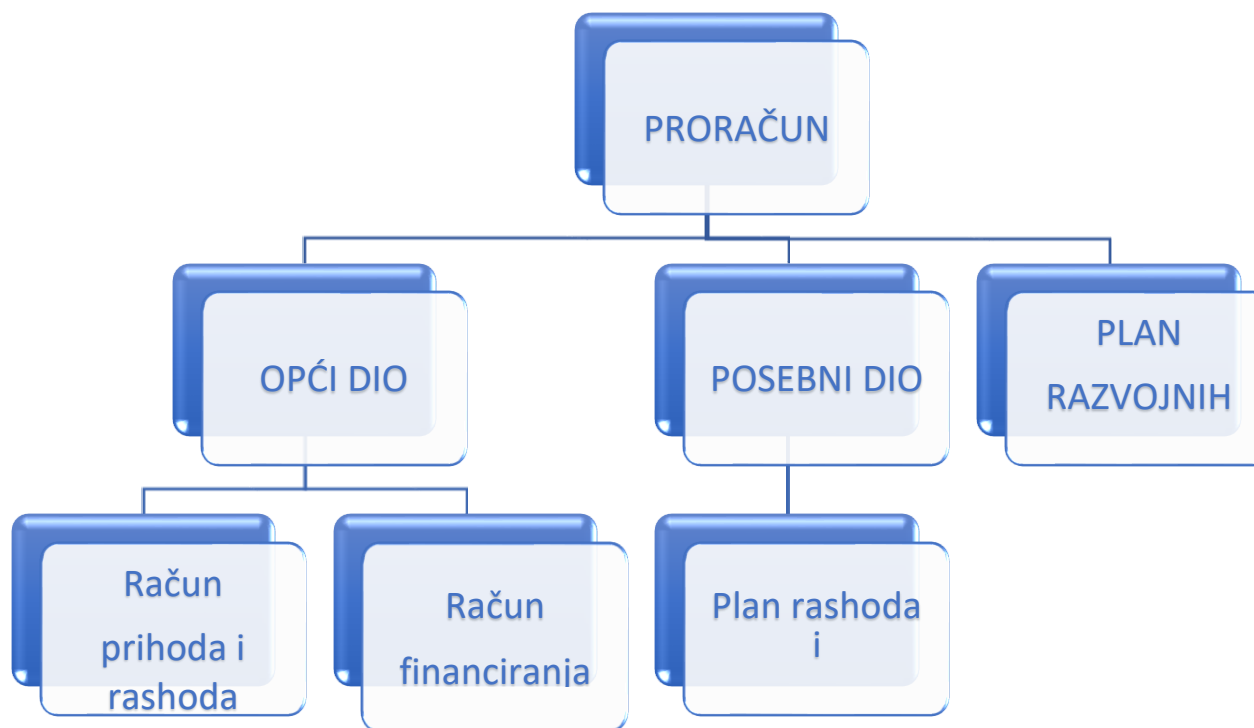 PRORAČUN
OPĆI DIO
POSEBNI DIO
PLAN
RAZVOJNIH
Račun
prihoda i
rashoda
Račun
financiranja
Plan rashoda
i